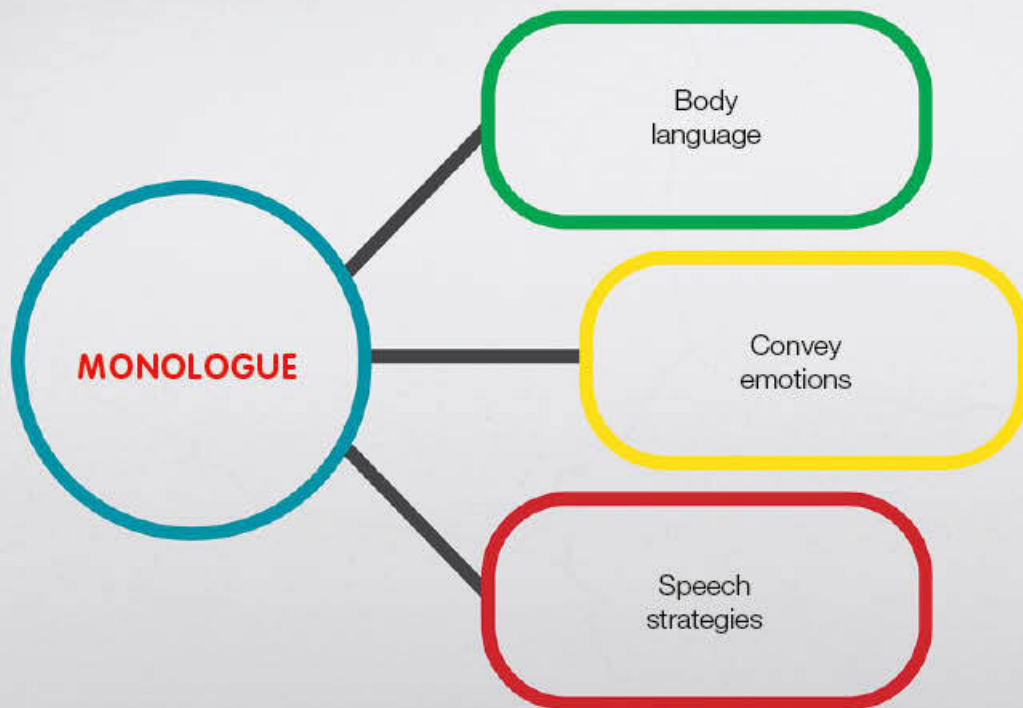 Body
language
MONOLOGUE
Convey
emotions
Speech
strategies